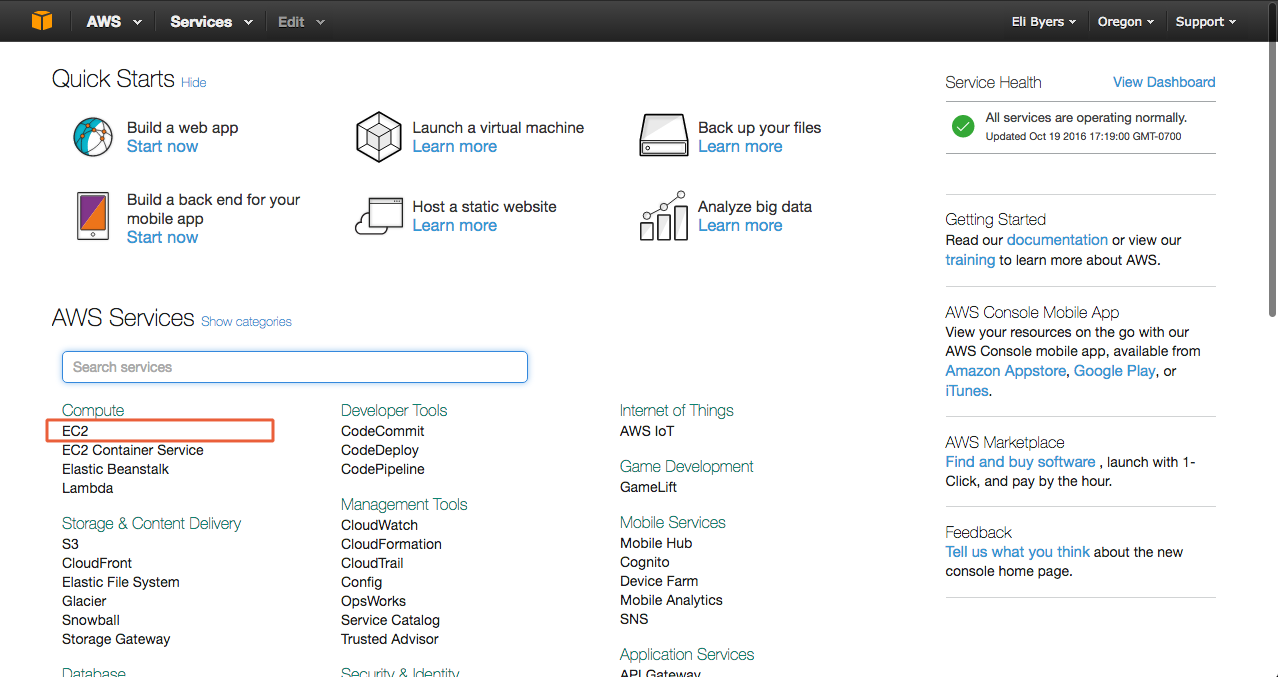 AWS Services Edit Eli Byers Oregon Support
Quick Starts Hide
Build a web app
Start now
Launch a virtual machine
Learn more
Back up your files
Learn more
Build a back end for your
mobile app
Start now
Host a static website
Learn more
Analyze big data
Learn more
AWS Services Show categories
Search services
Compute
EC2
EC2 Container Service
Elastic Beanstalk
Lambda
Storage & Content Delivery
S3
CloudFront
Elastic File System
Glacier
Snowball
Storage Gateway
Database
Developer Tools
CodeCommit
CodeDeploy
CodePipeline
Management Tools
CloudWatch
CloudFormation
CloudTrail
Config
OpsWorks
Service Catalog
Trusted Advisor
Security & Identity
Internet of Things
AWS IoT
Game Development
GameLift
Mobile Services
Mobile Hub
Cognito
Device Farm
Mobile Analytics
SNS
Application Services
API Gateway
Service Health View Dashboard
All services are operating normally.
Updated Oct 19 2016 17:19:00 GMT-0700
Getting Started
Read our documentation or view our
training to learn more about AWS.
AWS Console Mobile App
View your resources on the go with our
AWS Console mobile app, available from
Amazon Appstore, Google Play, or
iTunes.
AWS Marketplace
Find and buy software , launch with 1-
Click, and pay by the hour.
Feedback
Tell us what you think about the new
console home page.